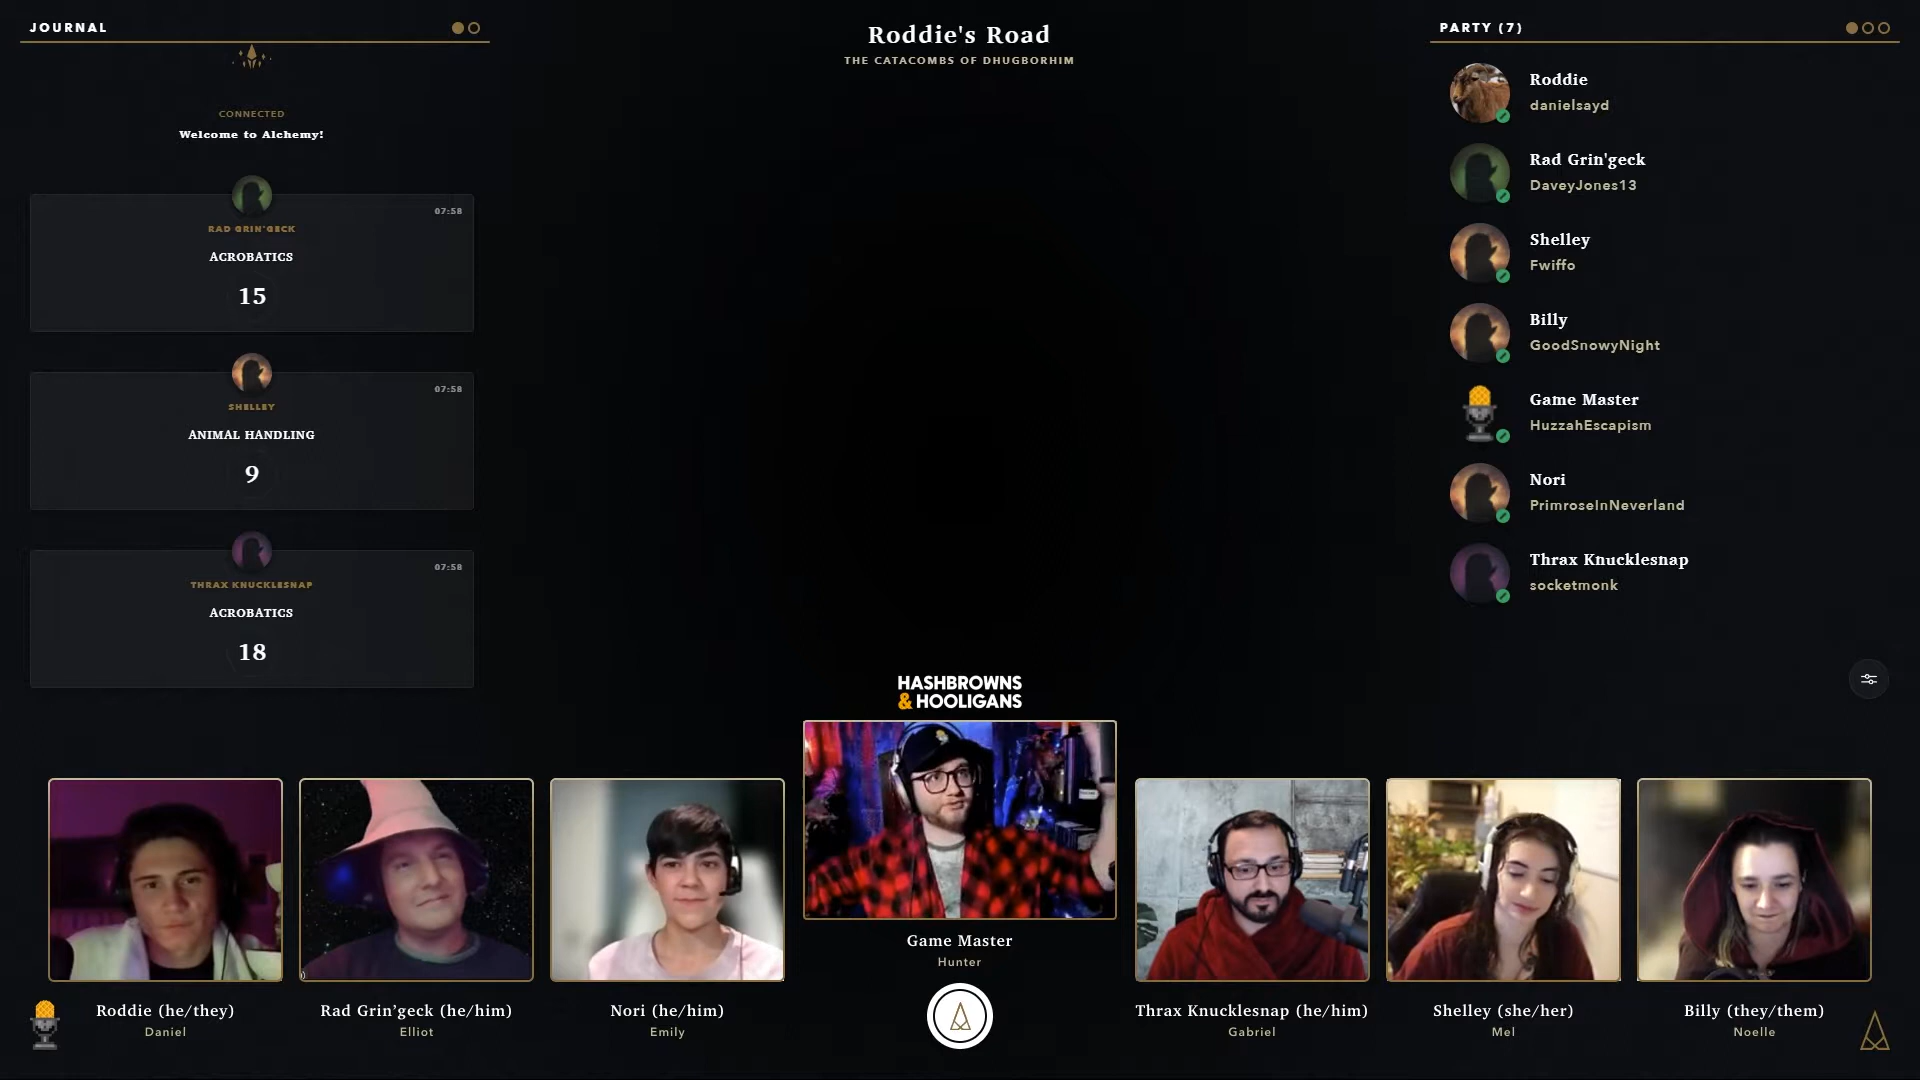 JOURNAL
CONNECTED
Welcome to Alchemy!
07:58
RAD GRIN'GECK
ACROBATICS
15
07:58
SHELLEY
ANIMAL HANDLING
9
07:58
THRAX KNUCKLESNAP
ACROBATICS
18
Roddie's Road
THE CATACOMBS OF DHUGBORHIM
PARTY (7)
Roddie
danielsayd
Rad Grin'geck
DaveyJones13
Shelley
Fwiffo
Billy
GoodSnowyNight
Game Master
HuzzahEscapism
Nori
PrimroseInNeverland
Thrax Knucklesnap
socketmonk
HASHBROWNS
& HOOLIGANS
Roddie (he/they)
Daniel
Rad Grin’geck (he/him)
Elliot
Nori (he/him)
Emily
Game Master
Hunter
Thrax Knucklesnap (he/him)
Gabriel
Shelley (she/her)
Mel
Billy (they/them)
Noelle